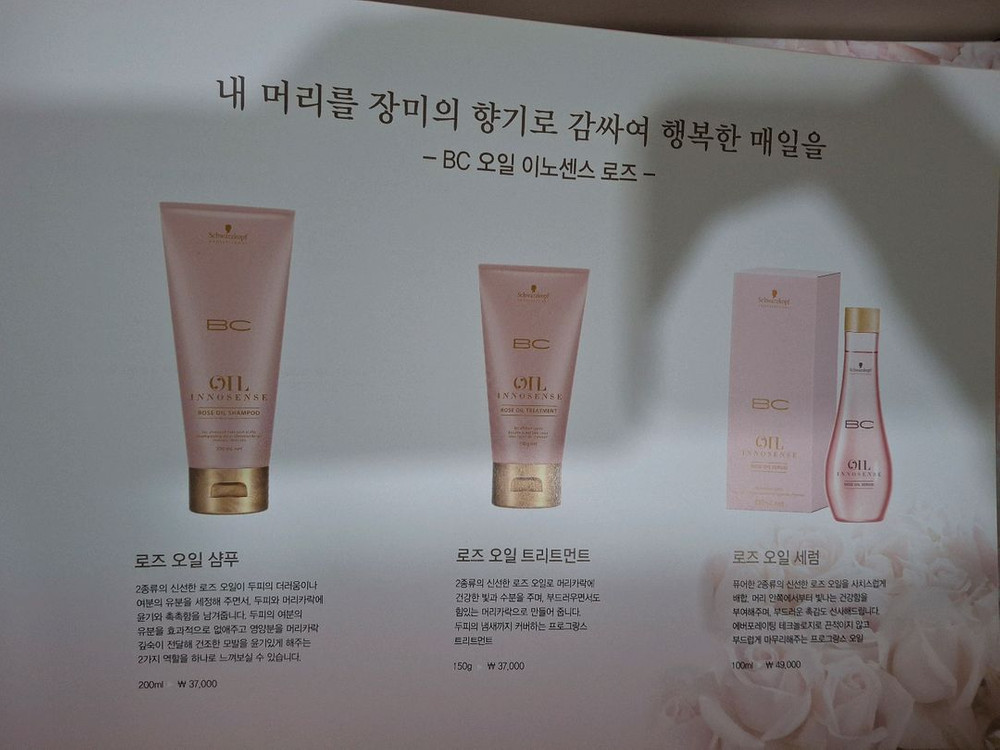 내 머리를 장미의 향기로 감싸여 행복한 매일을
– BC 오일 이노센스 로즈 –
Schwarzkopf
BC
OIL
INNOSENSE
ROSE OIL SHAMPOO
Schwarzkopf
BC
OIL
INNOSENSE
ROSE OIL TREATMENT
Schwarzkopf
BC
OIL
INNOSENSE
ROSE OIL SERUM
Schwarzkopf
BC
OIL
INNOSENSE
ROSE OIL SERUM
로즈 오일 샴푸
2종류의 신선한 로즈 오일이 두피의 더러움이나
여분의 유분을 세정해 주면서, 두피와 머리카락에
윤기와 촉촉함을 남겨줍니다. 두피의 여분의
유분을 효과적으로 없애주고 영양분을 머리카락
깊숙이 전달해 건조한 모발을 윤기있게 해주는
2가지 역할을 하나로 느껴보실 수 있습니다.
200ml ₩ 37,000
로즈 오일 트리트먼트
2종류의 신선한 로즈 오일로 머리카락에
건강한 빛과 수분을 주며, 부드러우면서도
힘있는 머리카락으로 만들어 줍니다.
두피의 냄새까지 커버하는 프로그랑스
트리트먼트
150g ₩ 37,000
로즈 오일 세럼
퓨어한 2종류의 신선한 로즈 오일을 사치스럽게
배합, 머리 안쪽에서부터 빛나는 건강함을
부여해주며, 부드러운 촉감도 선사해드립니다.
에버포레이팅 테크놀로지로 끈적이지 않고
부드럽게 마무리해주는 프로그랑스 오일
100ml ₩ 49,000